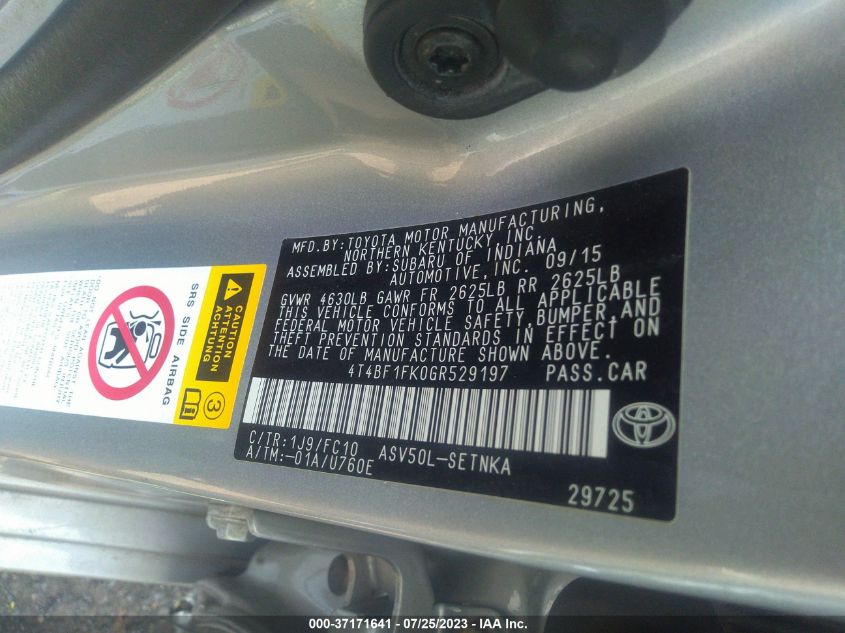 MFD.BY:TOYOTA MOTOR MANUFACTURING,
NORTHERN KENTUCKY, INC.
ASSEMBLED BY:SUBARU OF INDIANA
AUTOMOTIVE, INC. 09/15
GVWR 4630LB GAWR FR 2625LB RR 2625LB
THIS VEHICLE CONFORMS TO ALL APPLICABLE
FEDERAL MOTOR VEHICLE SAFETY, BUMPER, AND
THEFT PREVENTION STANDARDS IN EFFECT ON
THE DATE OF MANUFACTURE SHOWN ABOVE.
4T4BF1FK0GR529197 PASS.CAR
C/TR:1J9/FC10 ASV50L-SETNKA
A/TM:-01A/U760E
29725
SRS SIDE AIRBAG
CAUTION
ATTENTION
ACHTUNG
3
000-37171641 / 07/25/2023 - IAA Inc.